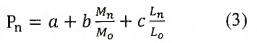 Pₙ = a + b Mₙ/Mₒ + c Lₙ/Lₒ (3)